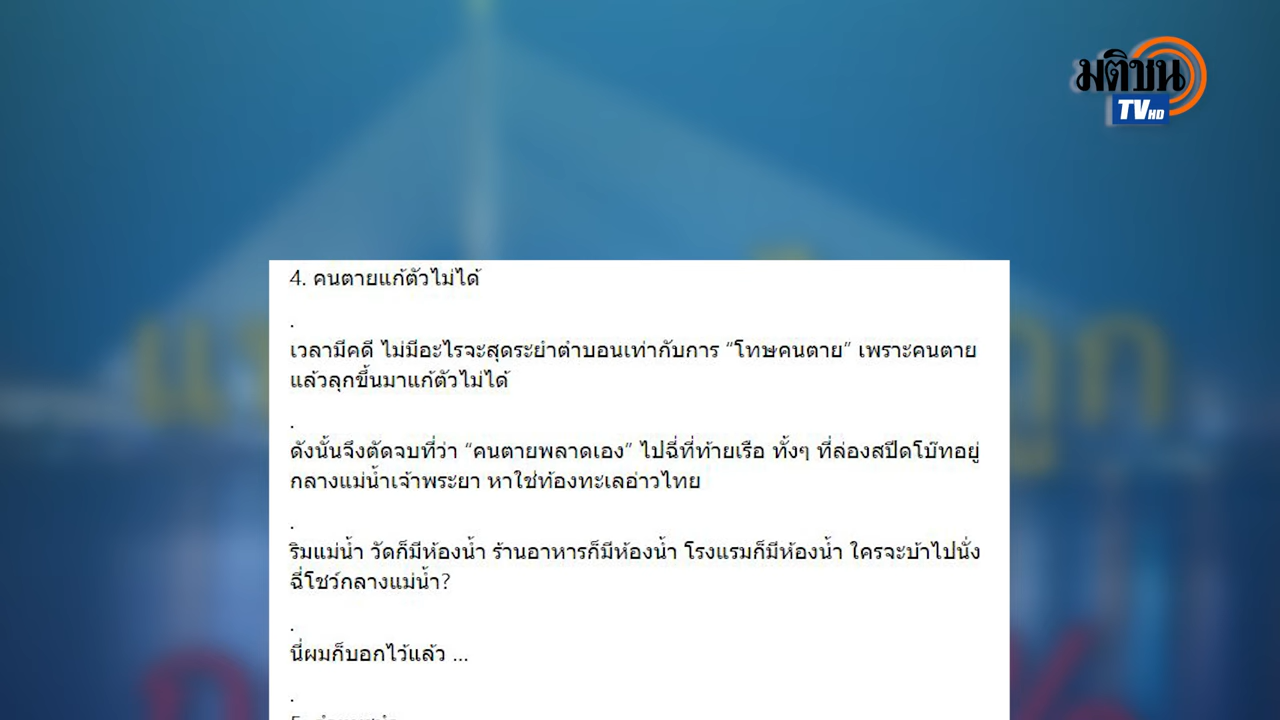 มติชน
TV HD
4. คนตายแก้ตัวไม่ได้
.
เวลามีคดี ไม่มีอะไรจะสุดระยำตำบอนเท่ากับการ “โทษคนตาย” เพราะคนตาย
แล้วลุกขึ้นมาแก้ตัวไม่ได้
.
ดังนั้นจึงตัดจบที่ว่า “คนตายพลาดเอง” ไปฉี่ที่ท้ายเรือ ทั้งๆ ที่ล่องสปีดโบ๊ทอยู่
กลางแม่น้ำเจ้าพระยา หาใช่ท้องทะเลอ่าวไทย
.
ริมแม่น้ำ วัดก็มีห้องน้ำ ร้านอาหารก็มีห้องน้ำ โรงแรมก็มีห้องน้ำ ใครจะบ้าไปนั่ง
ฉี่โชว์กลางแม่น้ำ?
.
นี่ผมก็บอกไว้แล้ว ...
.